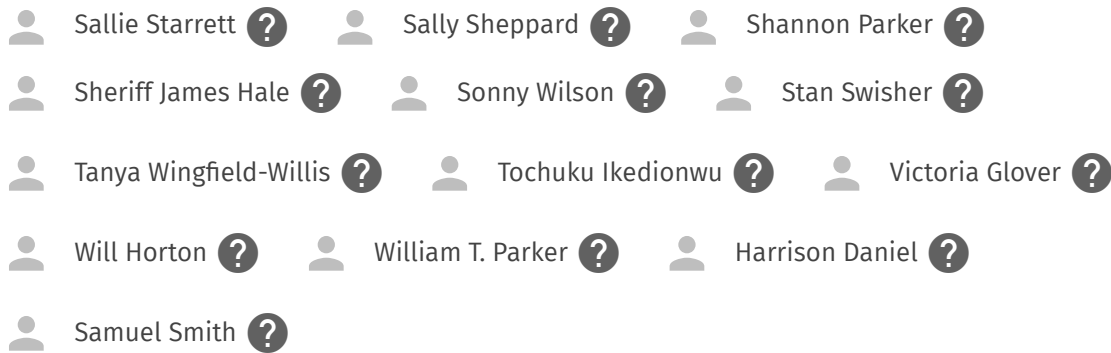 Sallie Starrett ? Sally Sheppard ? Shannon Parker ?
Sheriff James Hale ? Sonny Wilson ? Stan Swisher ?
Tanya Wingfield-Willis ? Tochuku Ikedionwu ? Victoria Glover ?
Will Horton ? William T. Parker ? Harrison Daniel ?
Samuel Smith ?